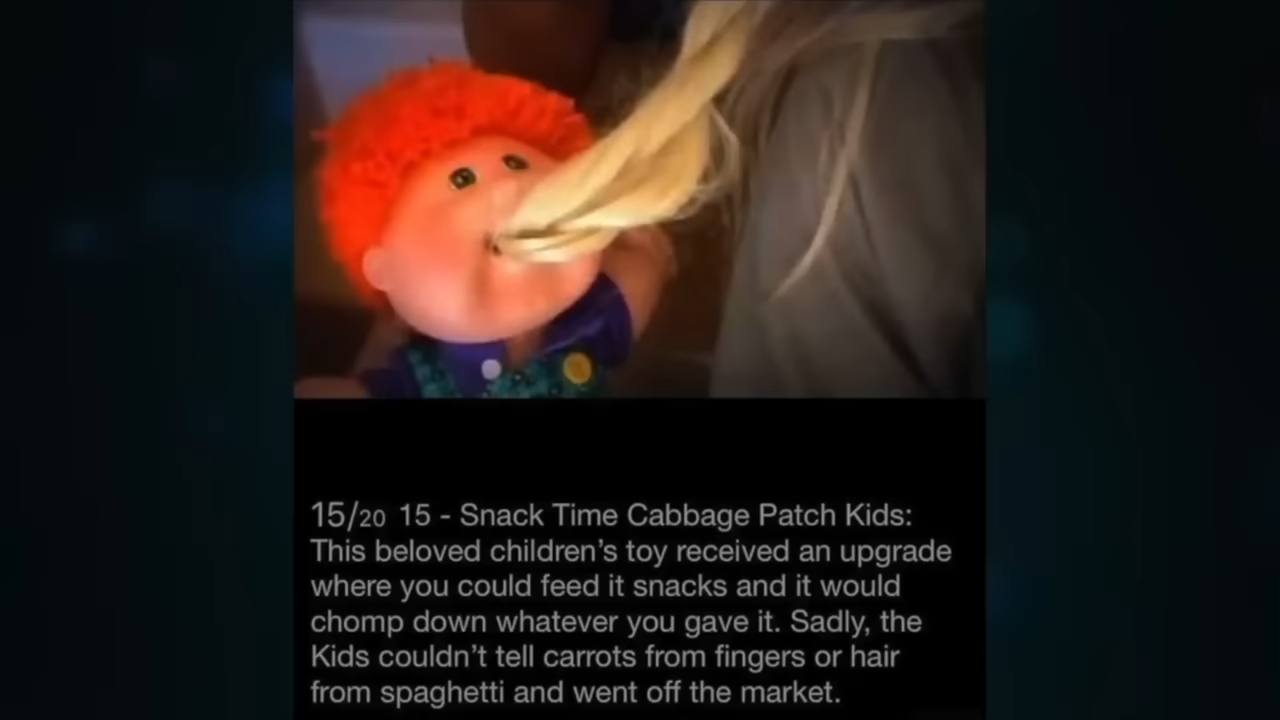 15/20 15 - Snack Time Cabbage Patch Kids:
This beloved children’s toy received an upgrade
where you could feed it snacks and it would
chomp down whatever you gave it. Sadly, the
Kids couldn’t tell carrots from fingers or hair
from spaghetti and went off the market.